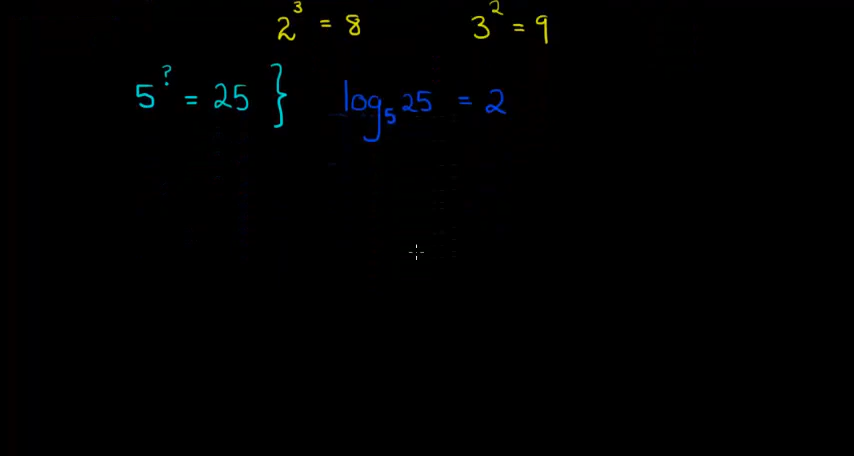 2³ = 8 3² = 9
5^? = 25 } log₅ 25 = 2